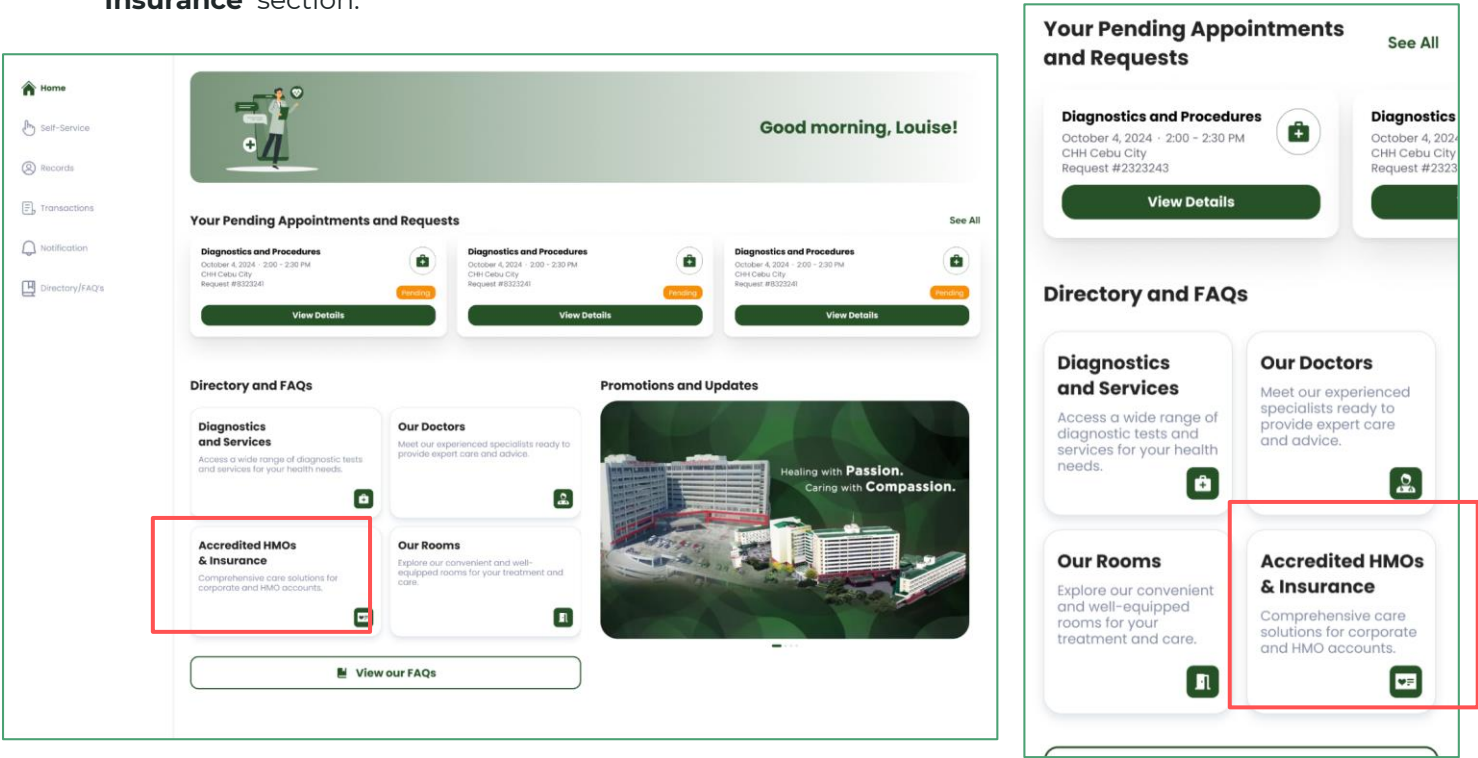 Insurance' section.
Home
Self-Service
Records
Transactions
Notification
Directory/FAQ's
Good morning, Louise!
Your Pending Appointments and Requests
See All
Diagnostics and Procedures
October 4, 2024 · 2:00 - 2:30 PM
CHH Cebu City
Request #8323241
Pending
View Details
Diagnostics and Procedures
October 4, 2024 · 2:00 - 2:30 PM
CHH Cebu City
Request #8323241
Pending
View Details
Diagnostics and Procedures
October 4, 2024 · 2:00 - 2:30 PM
CHH Cebu City
Request #8323241
Pending
View Details
Directory and FAQs
Diagnostics
and Services
Access a wide range of diagnostic tests
and services for your health needs.
Our Doctors
Meet our experienced specialists ready to
provide expert care and advice.
Accredited HMOs
& Insurance
Comprehensive care solutions for
corporate and HMO accounts.
Our Rooms
Explore our convenient and well-
equipped rooms for your treatment and
care.
View our FAQs
Promotions and Updates
Healing with Passion.
Caring with Compassion.
Your Pending Appointments
and Requests
See All
Diagnostics and Procedures
October 4, 2024 · 2:00 - 2:30 PM
CHH Cebu City
Request #2323243
View Details
Diagnostics
October 4, 2024
CHH Cebu City
Request #2323
Directory and FAQs
Diagnostics
and Services
Access a wide range of
diagnostic tests and
services for your health
needs.
Our Doctors
Meet our experienced
specialists ready to
provide expert care
and advice.
Our Rooms
Explore our convenient
and well-equipped
rooms for your
treatment and care.
Accredited HMOs
& Insurance
Comprehensive care
solutions for corporate
and HMO accounts.